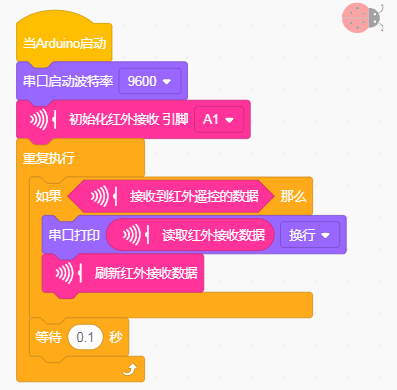 当Arduino启动
串口启动波特率 9600
初始化红外接收 引脚 A1
重复执行
如果 接收到红外遥控的数据 那么
串口打印 读取红外接收数据 换行
刷新红外接收数据
等待 0.1 秒